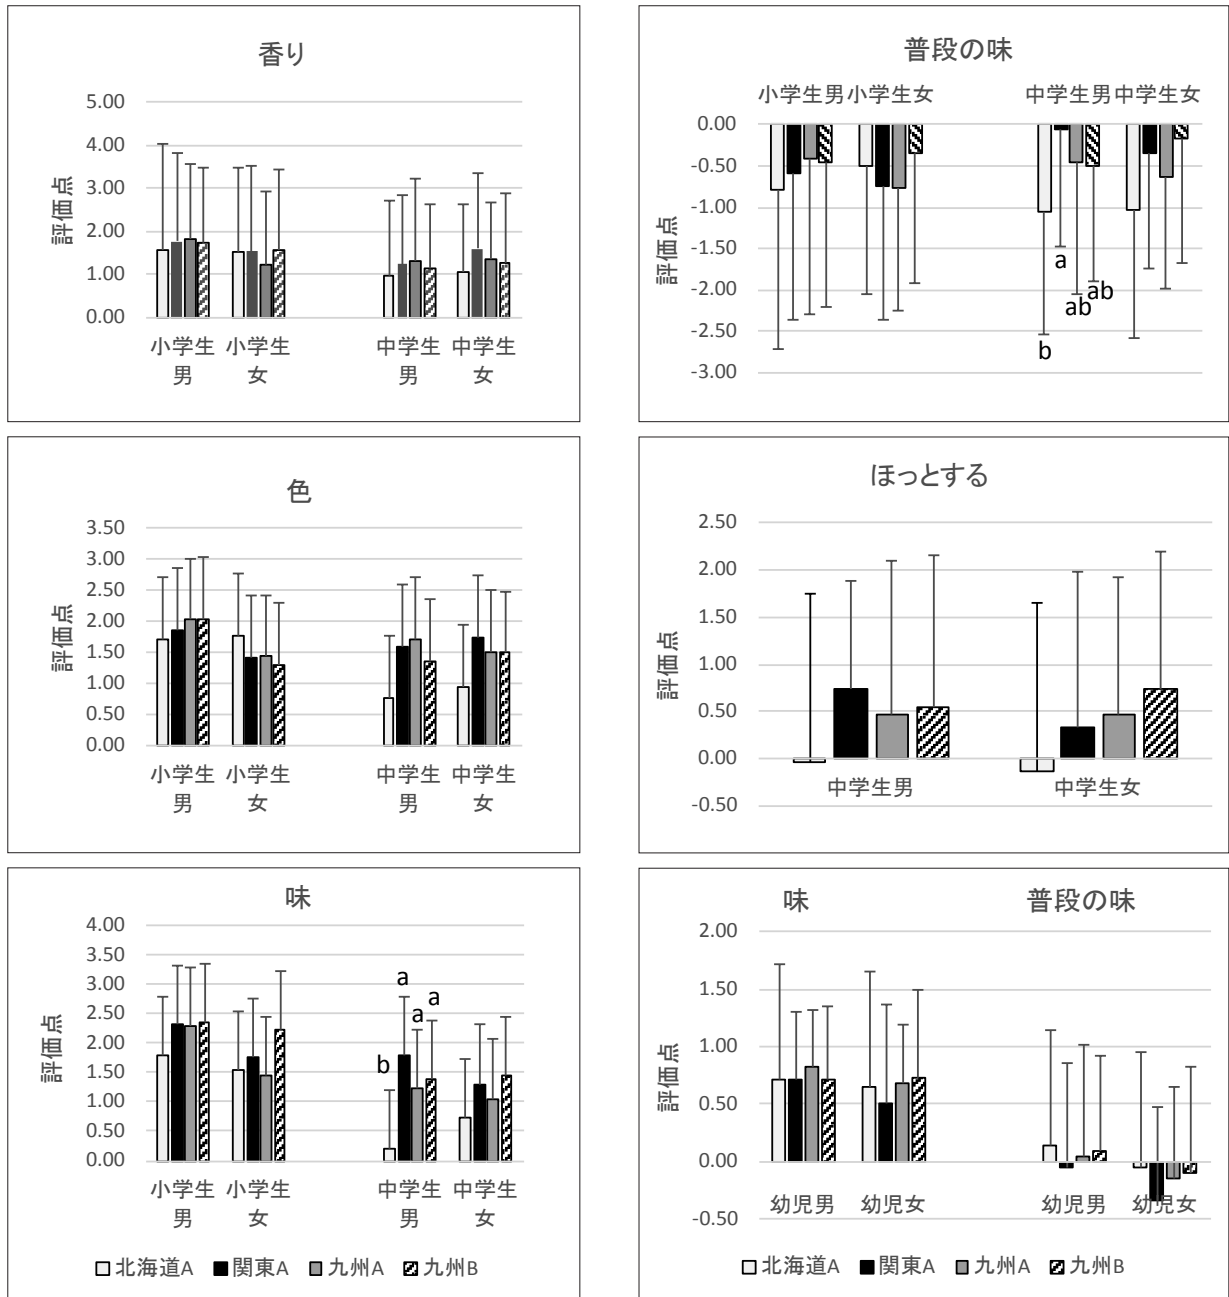 香り
評価点
5.00
4.00
3.00
2.00
1.00
0.00
小学生男
小学生女
中学生男
中学生女
普段の味
小学生男 小学生女 中学生男 中学生女
評価点
0.00
-0.50
-1.00
-1.50
-2.00
-2.50
-3.00
b
a
ab
ab
色
評価点
3.50
3.00
2.50
2.00
1.50
1.00
0.50
0.00
小学生男
小学生女
中学生男
中学生女
ほっとする
評価点
2.50
2.00
1.50
1.00
0.50
0.00
-0.50
中学生男 中学生女
味
評価点
4.00
3.50
3.00
2.50
2.00
1.50
1.00
0.50
0.00
b
a
a
a
小学生男
小学生女
中学生男
中学生女
北海道A 関東A 九州A 九州B
味 普段の味
評価点
2.00
1.50
1.00
0.50
0.00
-0.50
幼児男 幼児女 幼児男 幼児女
北海道A 関東A 九州A 九州B